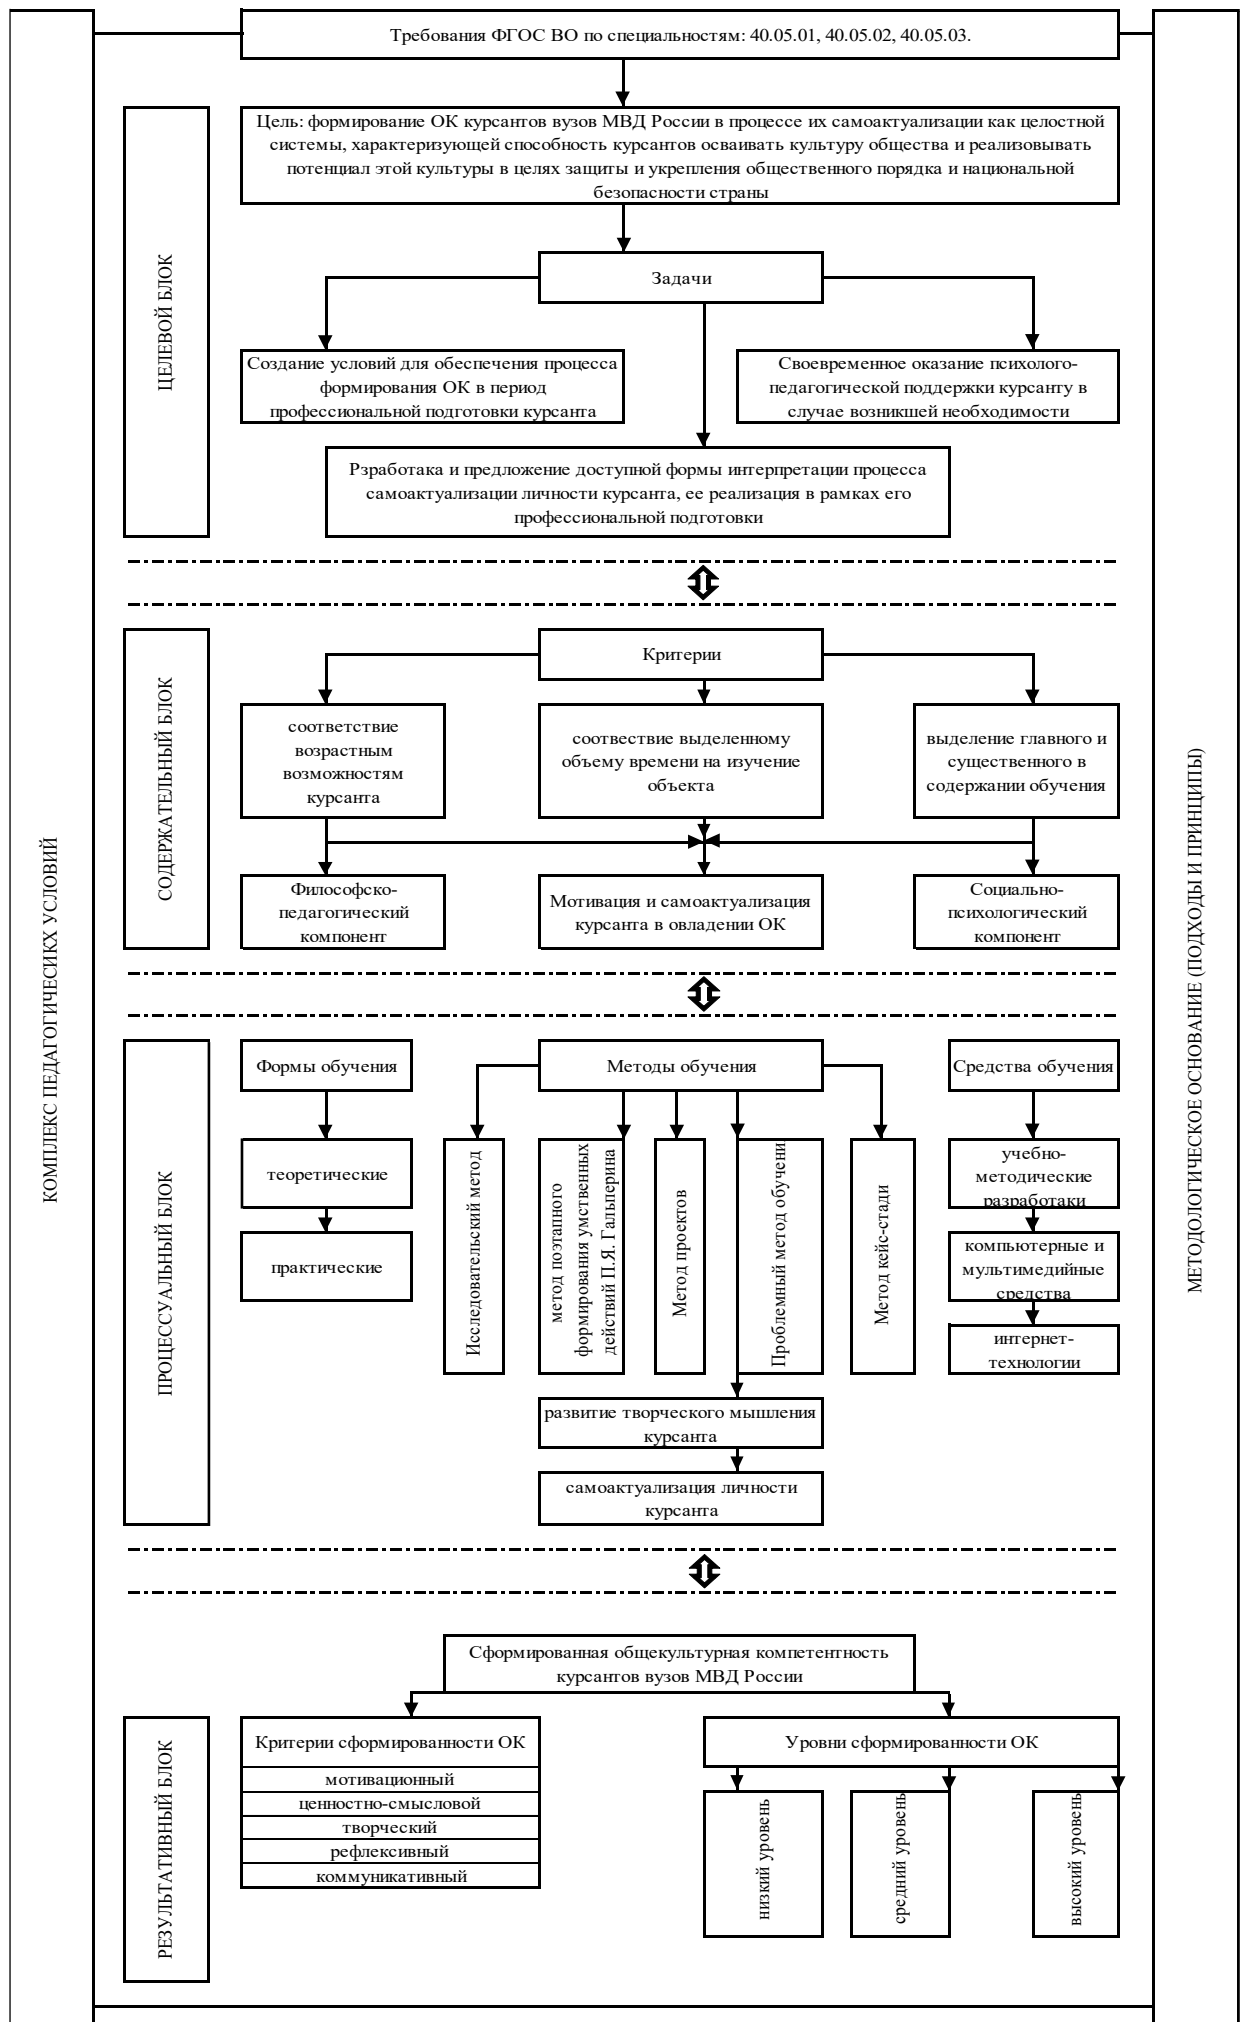 Требования ФГОС ВО по специальностям: 40.05.01, 40.05.02, 40.05.03.
КОМПЛЕКС ПЕДАГОГИЧЕСИКХ УСЛОВИЙ
МЕТОДОЛОГИЧЕСКОЕ ОСНОВАНИЕ (ПОДХОДЫ И ПРИНЦИПЫ)
ЦЕЛЕВОЙ БЛОК
Цель: формирование ОК курсантов вузов МВД России в процессе их самоактуализации как целостной
системы, характеризующей способность курсантов осваивать культуру общества и реализовывать
потенциал этой культуры в целях защиты и укрепления общественного порядка и национальной
безопасности страны
Задачи
Создание условий для обеспечения процесса
формирования ОК в период
профессиональной подготовки курсанта
Своевременное оказание психолого-
педагогической поддержки курсанту в
случае возникшей необходимости
Рзработака и предложение доступной формы интерпретации процесса
самоактуализации личности курсанта, ее реализация в рамках его
профессиональной подготовки
СОДЕРЖАТЕЛЬНЫЙ БЛОК
Критерии
соответствие
возрастным
возможностям
курсанта
соотвествие выделенному
объему времени на изучение
объекта
выделение главного и
существенного в
содержании обучения
Философско-
педагогический
компонент
Мотивация и самоактуализация
курсанта в овладении ОК
Социально-
психологический
компонент
ПРОЦЕССУАЛЬНЫЙ БЛОК
Формы обучения
теоретические
практические
Методы обучения
Исследовательский метод
метод поэтапного
формирования умственных
действий П.Я. Гальперина
Метод проектов
Проблемный метод обучени
Метод кейс-стади
Средства обучения
учебно-
методические
разработаки
компьютерные и
мультимедийные
средства
интернет-
технологии
развитие творческого мышления
курсанта
самоактуализация личности
курсанта
РЕЗУЛЬТАТИВНЫЙ БЛОК
Сформированная общекультурная компетентность
курсантов вузов МВД России
Критерии сформированности ОК
мотивационный
ценностно-смысловой
творческий
рефлексивный
коммуникативный
Уровни сформированности ОК
низкий уровень
средний уровень
высокий уровень